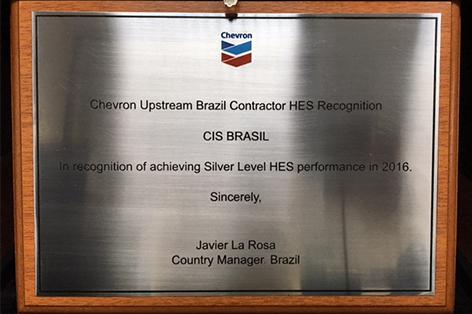 Chevron
Chevron Upstream Brazil Contractor HES Recognition
CIS BRASIL
In recognition of achieving Silver Level HES performance in 2016.
Sincerely,
Javier La Rosa
Country Manager Brazil